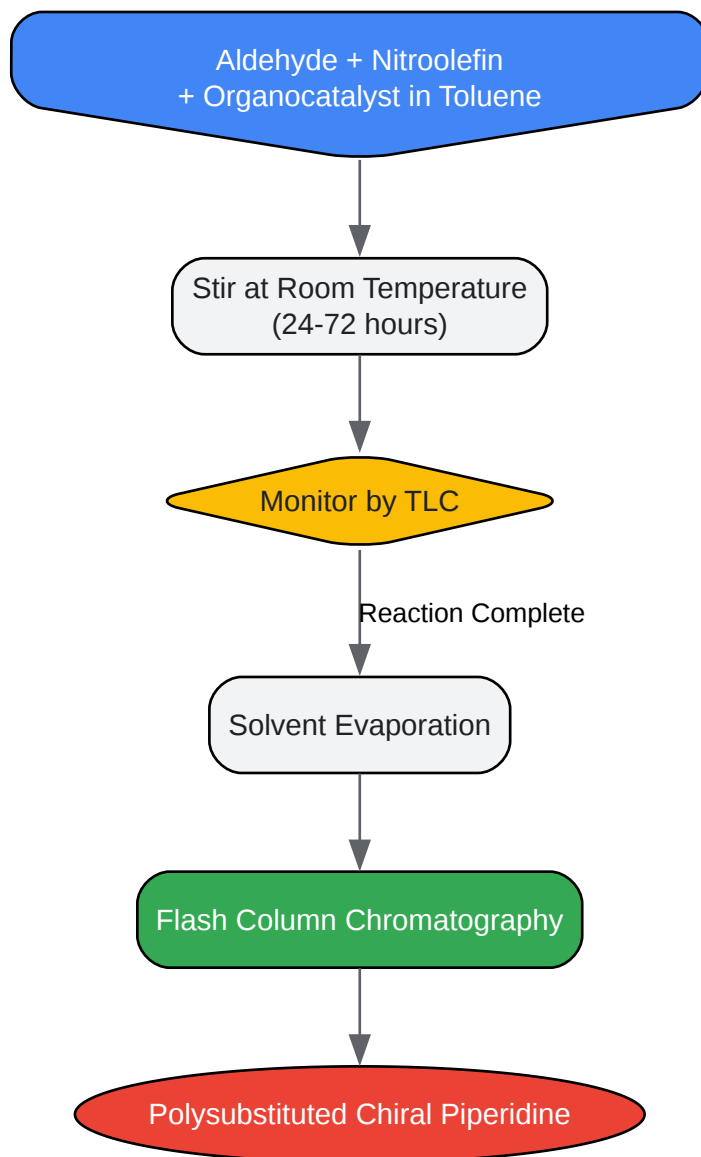 Aldehyde + Nitroolefin
+ Organocatalyst in Toluene
Stir at Room Temperature
(24-72 hours)
Monitor by TLC
Reaction Complete
Solvent Evaporation
Flash Column Chromatography
Polysubstituted Chiral Piperidine